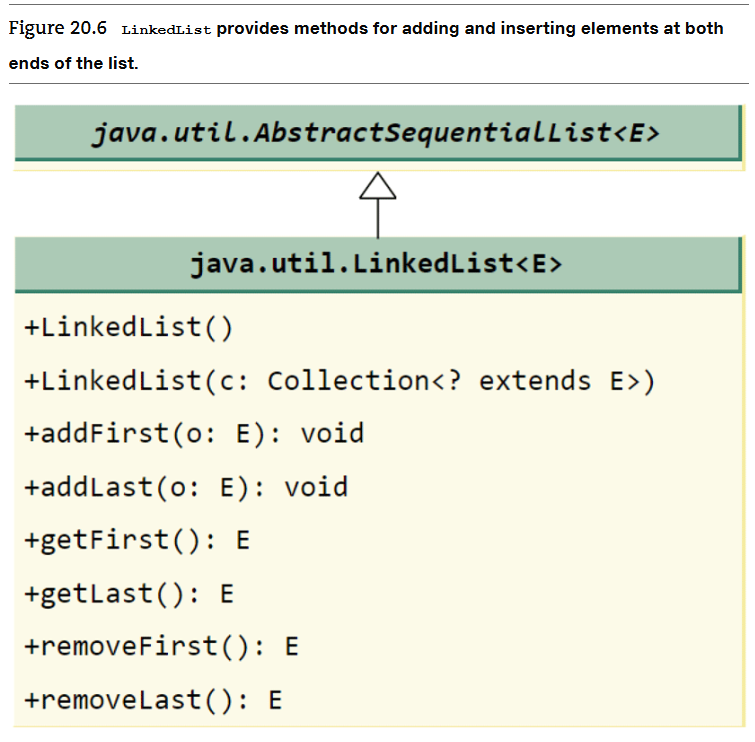 Figure 20.6 LinkedList provides methods for adding and inserting elements at both
ends of the list.
java.util.AbstractSequentialList<E>
java.util.LinkedList<E>
+LinkedList()
+LinkedList(c: Collection<? extends E>)
+addFirst(o: E): void
+addLast(o: E): void
+getFirst(): E
+getLast(): E
+removeFirst(): E
+removeLast(): E